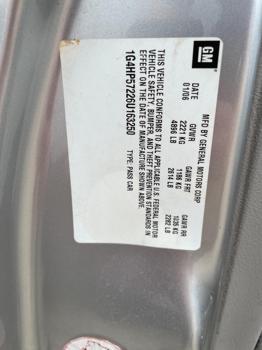 GM
MFD BY GENERAL MOTORS CORP
DATE GVWR GAWR FRT GAWR RR
01/06 2221 KG 1186 KG 1035 KG
4896 LB 2614 LB 2282 LB
THIS VEHICLE CONFORMS TO ALL APPLICABLE U.S. FEDERAL MOTOR
VEHICLE SAFETY, BUMPER, AND THEFT PREVENTION STANDARDS IN
EFFECT ON THE DATE OF MANUFACTURE SHOWN ABOVE.
1G4HP57226U163250 TYPE: PASS CAR